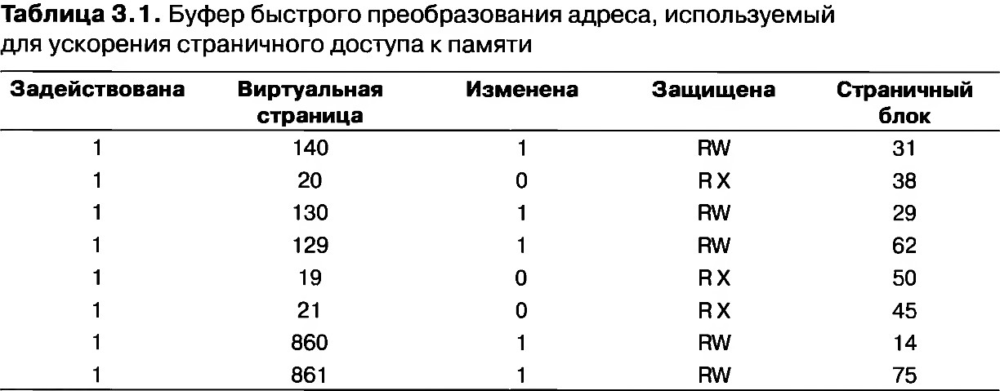 Таблица 3.1. Буфер быстрого преобразования адреса, используемый
для ускорения страничного доступа к памяти
Задействована Виртуальная страница Изменена Защищена Страничный блок
1 140 1 RW 31
1 20 0 R X 38
1 130 1 RW 29
1 129 1 RW 62
1 19 0 R X 50
1 21 0 R X 45
1 860 1 RW 14
1 861 1 RW 75